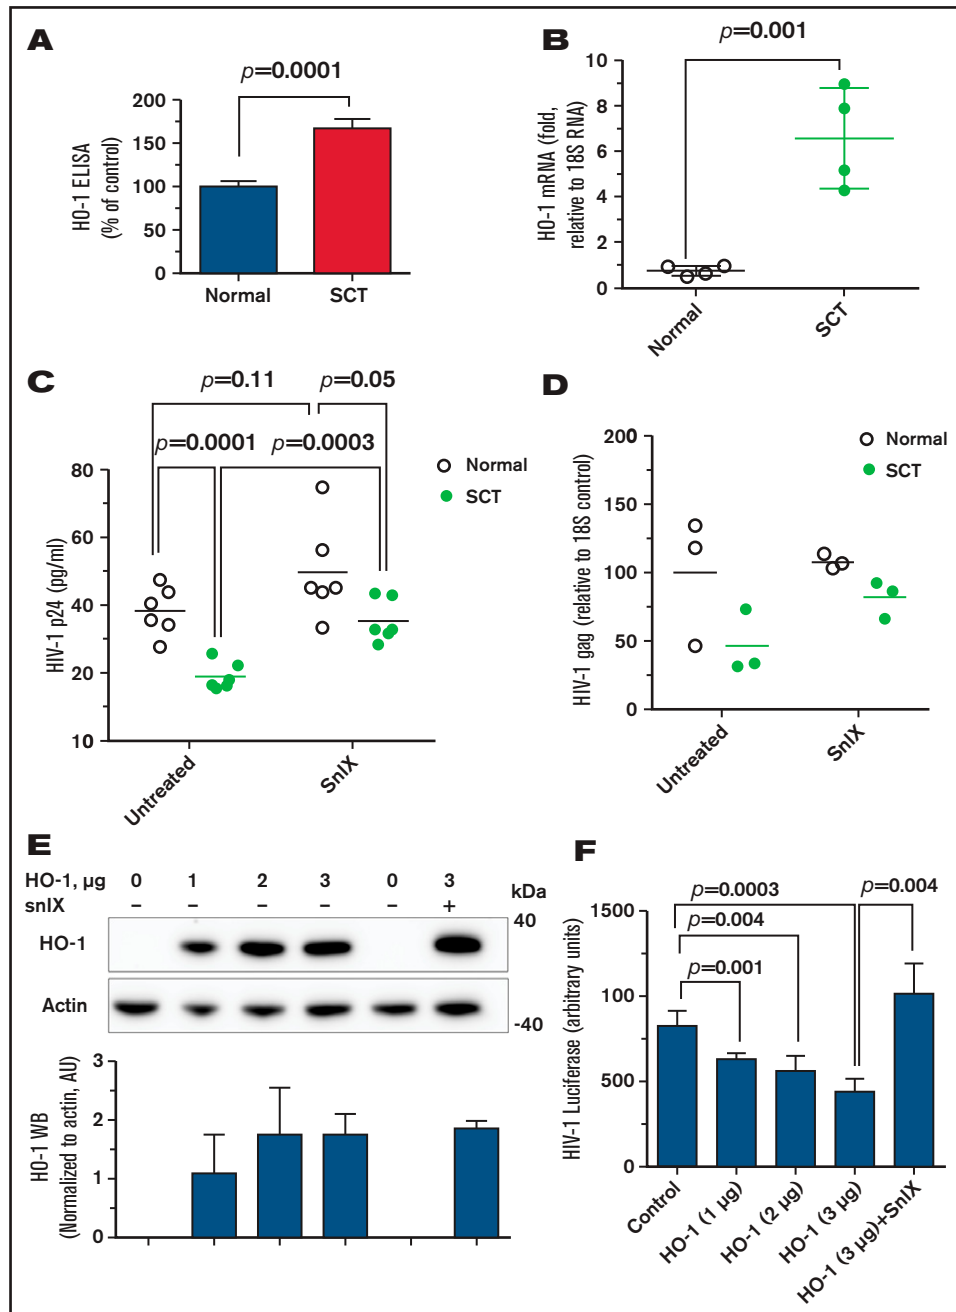 A
p=0.0001
HO-1 ELISA
(% of control)
200
150
100
50
0
Normal
SCT
B
p=0.001
HO-1 mRNA (fold,
relative to 18S RNA)
10
8
6
4
2
0
Normal
SCT
C
p=0.11
p=0.05
p=0.0001
p=0.0003
Normal
SCT
HIV-1 p24 (pg/ml)
80
60
40
20
10
Untreated
SnIX
D
Normal
SCT
HIV-1 gag (relative to 18S control)
200
150
100
50
0
Untreated
SnIX
E
HO-1, μg 0 1 2 3 0 3 kDa
snIX – – – – – +
40
HO-1
Actin
-40
HO-1 WB
(Normalized to actin, AU)
3
2
1
0
F
p=0.0003
p=0.004
p=0.004
p=0.001
HIV-1 Luciferase (arbitrary units)
1500
1000
500
0
Control
HO-1 (1 μg)
HO-1 (2 μg)
HO-1 (3 μg)
HO-1 (3 μg)+SnIX